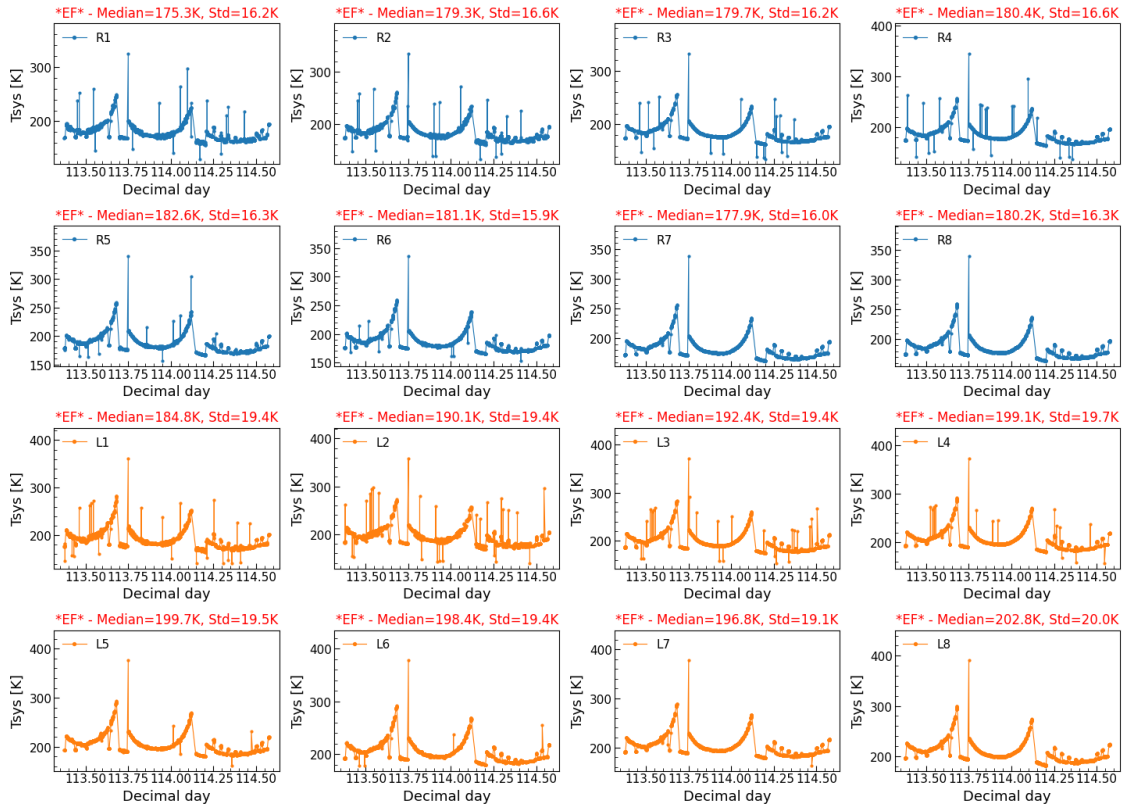 *EF* - Median=175.3K, Std=16.2K
*EF* - Median=179.3K, Std=16.6K
*EF* - Median=179.7K, Std=16.2K
*EF* - Median=180.4K, Std=16.6K
Tsys [K]
300
200
R1
113.50 113.75 114.00 114.25 114.50
Decimal day
Tsys [K]
300
200
R2
113.50 113.75 114.00 114.25 114.50
Decimal day
Tsys [K]
300
200
R3
113.50 113.75 114.00 114.25 114.50
Decimal day
Tsys [K]
400
300
200
R4
113.50 113.75 114.00 114.25 114.50
Decimal day
*EF* - Median=182.6K, Std=16.3K
*EF* - Median=181.1K, Std=15.9K
*EF* - Median=177.9K, Std=16.0K
*EF* - Median=180.2K, Std=16.3K
Tsys [K]
350
300
250
200
150
R5
113.50 113.75 114.00 114.25 114.50
Decimal day
Tsys [K]
350
300
250
200
150
R6
113.50 113.75 114.00 114.25 114.50
Decimal day
Tsys [K]
350
300
250
200
R7
113.50 113.75 114.00 114.25 114.50
Decimal day
Tsys [K]
350
300
250
200
R8
113.50 113.75 114.00 114.25 114.50
Decimal day
*EF* - Median=184.8K, Std=19.4K
*EF* - Median=190.1K, Std=19.4K
*EF* - Median=192.4K, Std=19.4K
*EF* - Median=199.1K, Std=19.7K
Tsys [K]
400
300
200
L1
113.50 113.75 114.00 114.25 114.50
Decimal day
Tsys [K]
400
300
200
L2
113.50 113.75 114.00 114.25 114.50
Decimal day
Tsys [K]
400
300
200
L3
113.50 113.75 114.00 114.25 114.50
Decimal day
Tsys [K]
400
300
200
L4
113.50 113.75 114.00 114.25 114.50
Decimal day
*EF* - Median=199.7K, Std=19.5K
*EF* - Median=198.4K, Std=19.4K
*EF* - Median=196.8K, Std=19.1K
*EF* - Median=202.8K, Std=20.0K
Tsys [K]
400
300
200
L5
113.50 113.75 114.00 114.25 114.50
Decimal day
Tsys [K]
400
300
200
L6
113.50 113.75 114.00 114.25 114.50
Decimal day
Tsys [K]
400
300
200
L7
113.50 113.75 114.00 114.25 114.50
Decimal day
Tsys [K]
400
300
200
L8
113.50 113.75 114.00 114.25 114.50
Decimal day